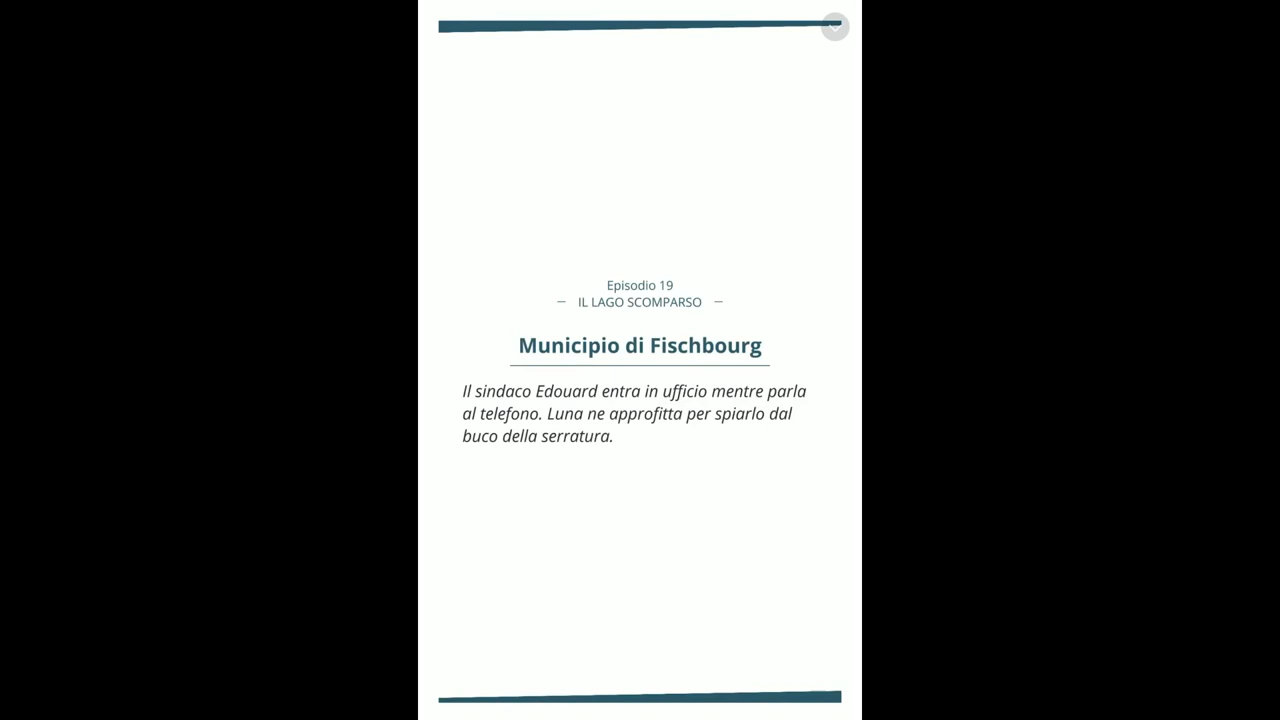 Episodio 19
— IL LAGO SCOMPARSO —
Municipio di Fischbourg
Il sindaco Edouard entra in ufficio mentre parla
al telefono. Luna ne approfitta per spiarlo dal
buco della serratura.